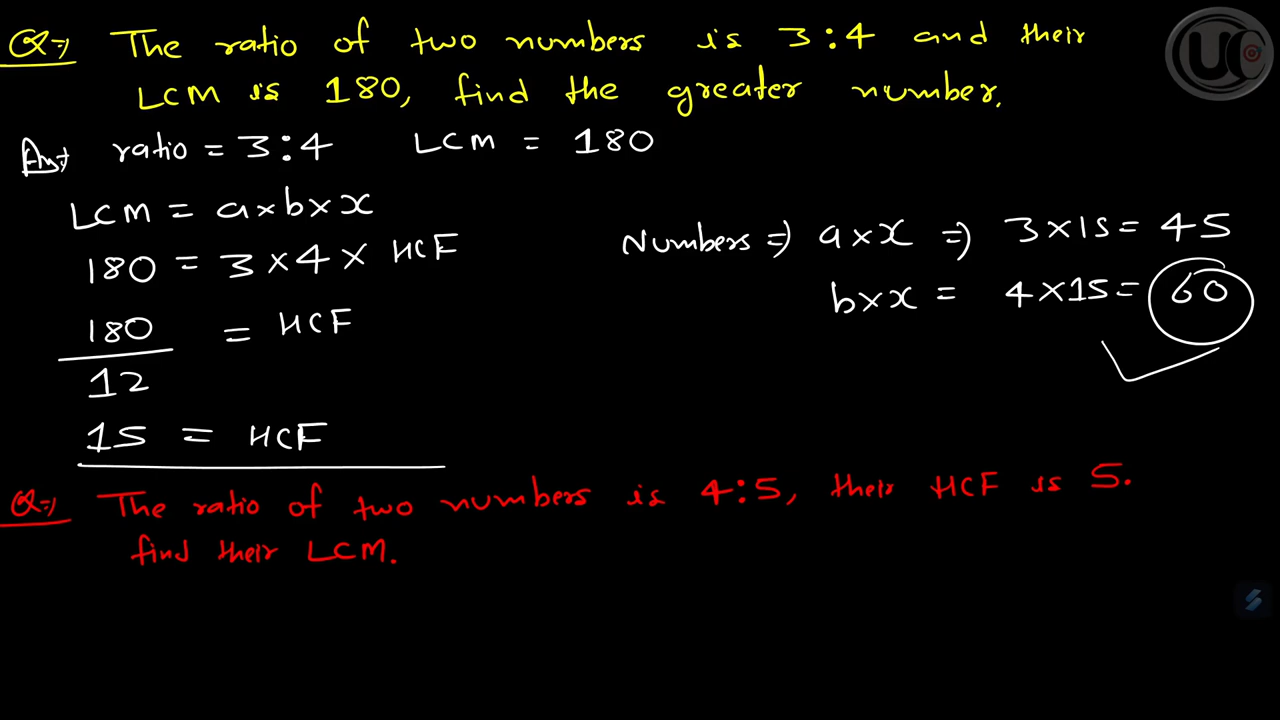 Q⇒ The ratio of two numbers is 3:4 and their
LCM is 180, find the greater number.
UC
Ans⇒ ratio = 3:4 LCM = 180
LCM = a×b×x
180 = 3×4× HCF
180
12
= HCF
15 = HCF
Numbers ⇒ a×x ⇒ 3×15 = 45
b×x = 4×15 = 60
Q⇒ The ratio of two numbers is 4:5, their HCF is 5.
find their LCM.